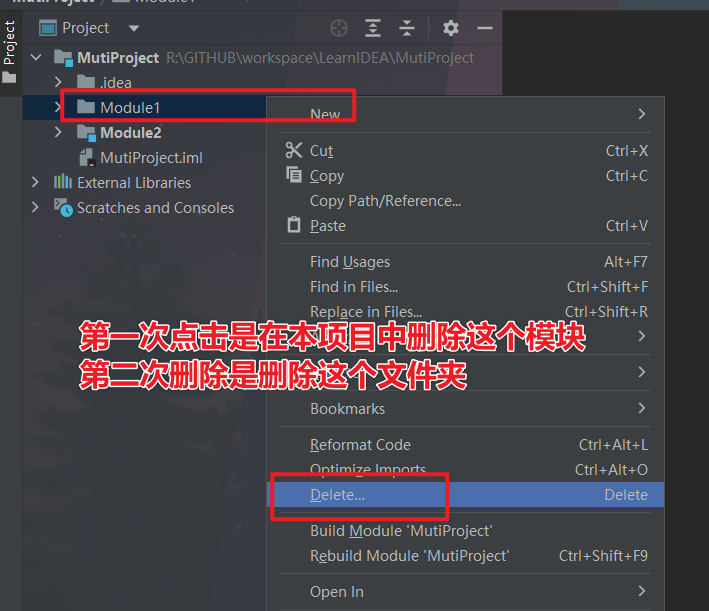 Project
Project
MutiProject R:\GITHUB\workspace\LearnIDEA\MutiProject
.idea
Module1
Module2
MutiProject.iml
External Libraries
Scratches and Consoles
New
Cut Ctrl+X
Copy Ctrl+C
Copy Path/Reference...
Paste Ctrl+V
Find Usages Alt+F7
Find in Files... Ctrl+Shift+F
Replace in Files... Ctrl+Shift+R
第一次点击是在本项目中删除这个模块
第二次删除是删除这个文件夹
Bookmarks
Reformat Code Ctrl+Alt+L
Optimize Imports Ctrl+Alt+O
Delete... Delete
Build Module 'MutiProject'
Rebuild Module 'MutiProject' Ctrl+Shift+F9
Open In